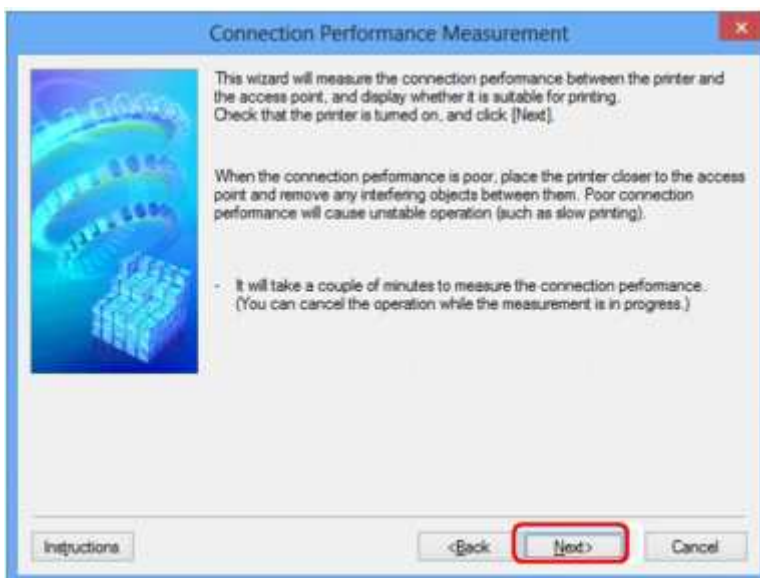 Connection Performance Measurement
This wizard will measure the connection performance between the printer and
the access point, and display whether it is suitable for printing.
Check that the printer is turned on, and click [Next].
When the connection performance is poor, place the printer closer to the access
point and remove any interfering objects between them. Poor connection
performance will cause unstable operation (such as slow printing).
- It will take a couple of minutes to measure the connection performance.
(You can cancel the operation while the measurement is in progress.)
Instructions <Back Next> Cancel